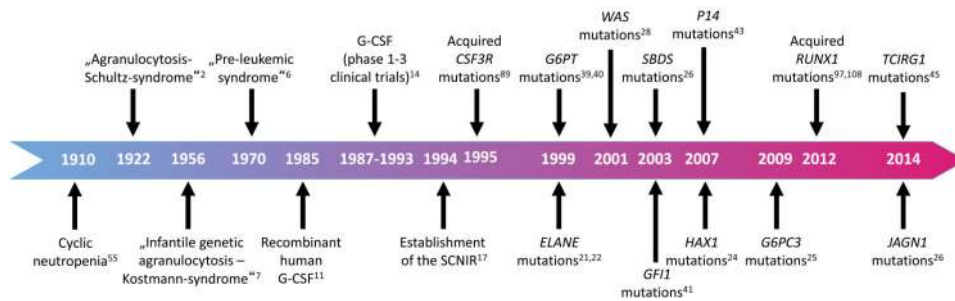 „Agranulocytosis-
Schultz-syndrome“2
„Pre-leukemic
syndrome“6
G-CSF
(phase 1-3
clinical trials)14
Acquired
CSF3R
mutations89
G6PT
mutations39,40
WAS
mutations28
SBDS
mutations26
P14
mutations43
Acquired
RUNX1
mutations97,108
TCIRG1
mutations45
1910 1922 1956 1970 1985 1987-1993 1994 1995 1999 2001 2003 2007 2009 2012 2014
Cyclic
neutropenia55
„Infantile genetic
agranulocytosis –
Kostmann-syndrome“7
Recombinant
human
G-CSF11
Establishment
of the SCNIR17
ELANE
mutations21,22
GFI1
mutations41
HAX1
mutations24
G6PC3
mutations25
JAGN1
mutations26